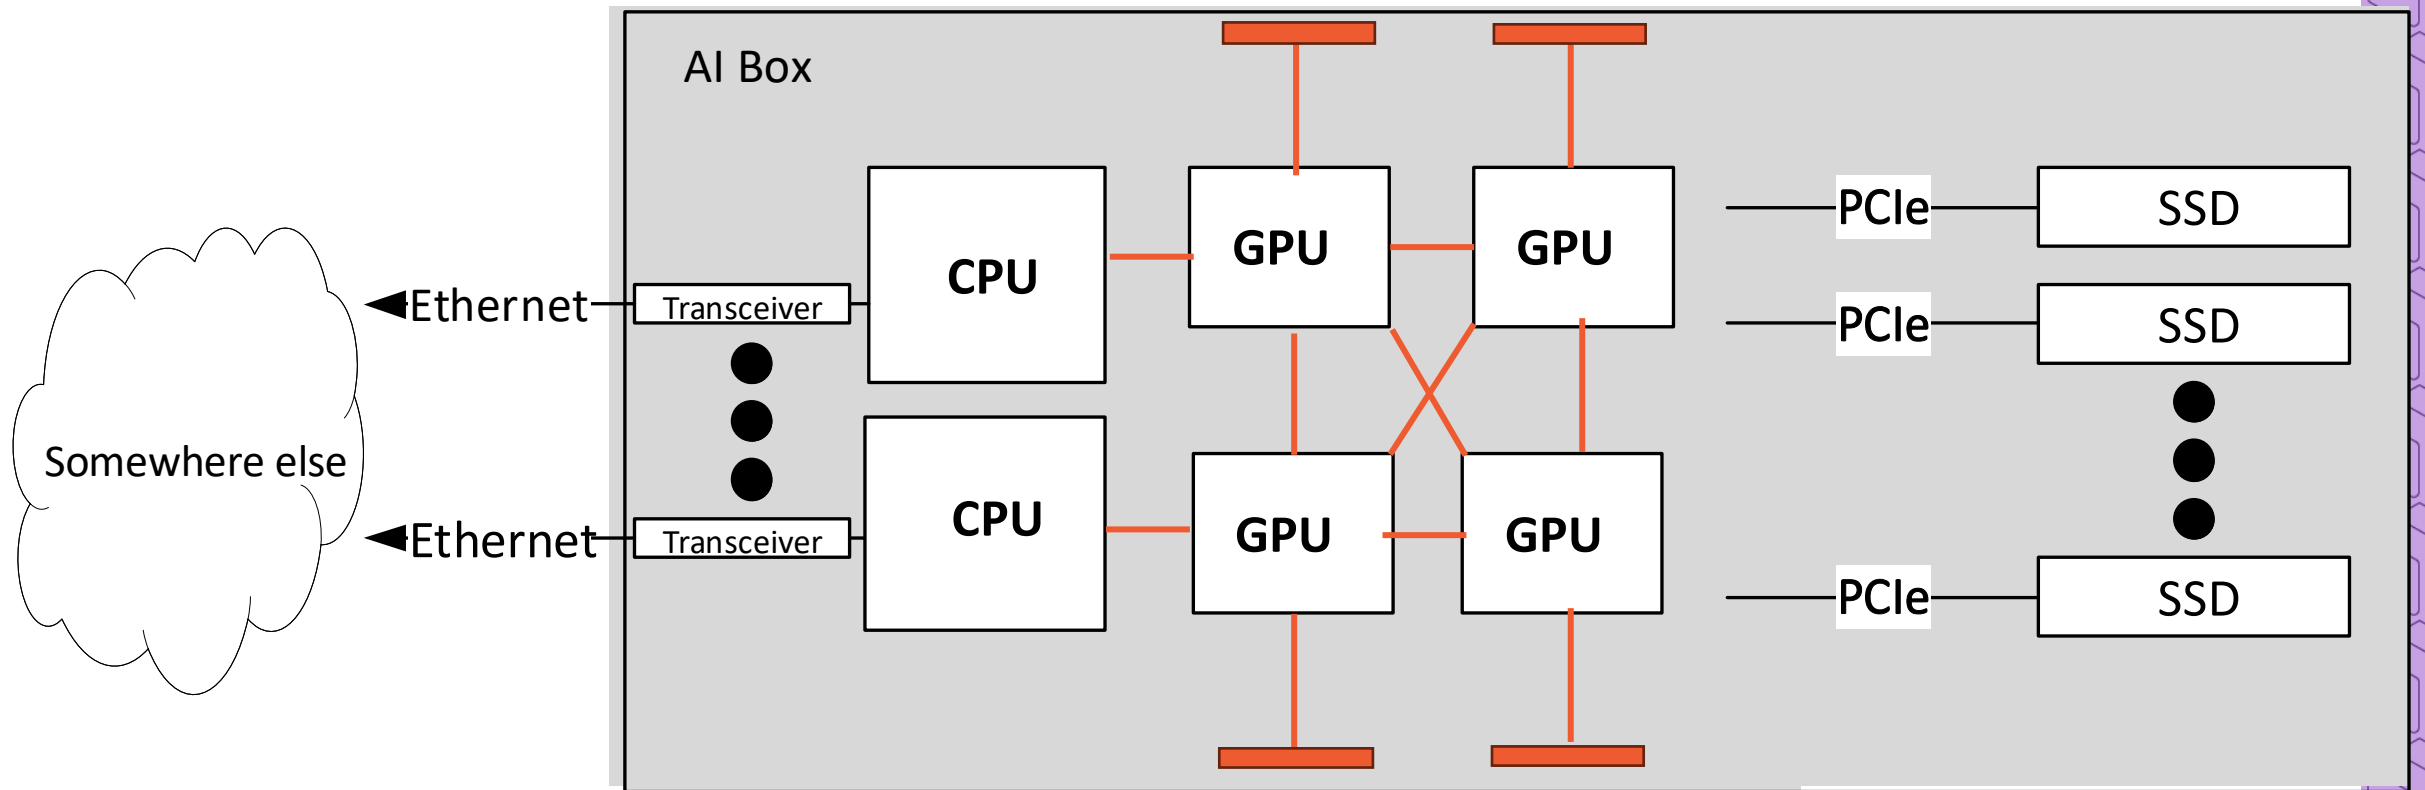 AI Box
CPU
GPU
GPU
PCIe
SSD
Ethernet
Transceiver
PCIe
SSD
Somewhere else
CPU
GPU
GPU
Ethernet
Transceiver
PCIe
SSD